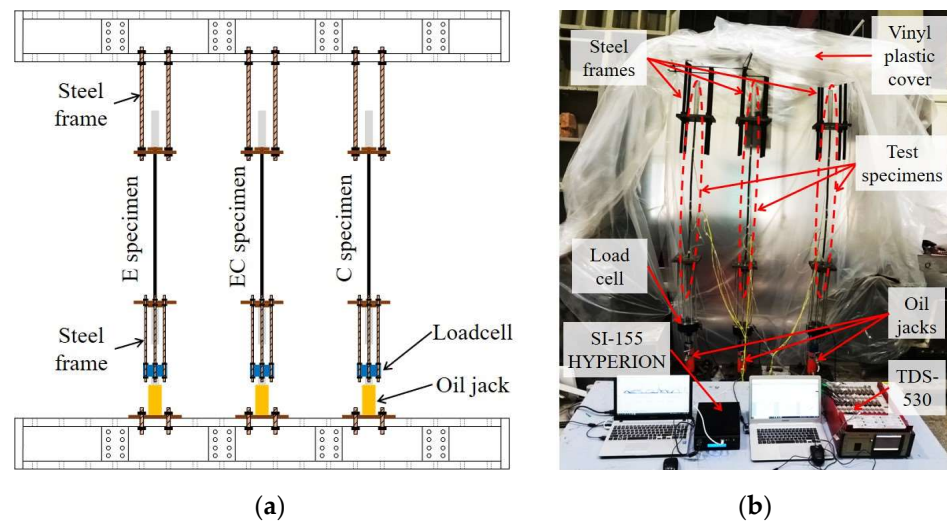 Steel
frame
E specimen
EC specimen
C specimen
Steel
frame
Loadcell
Oil jack
(a)
Steel
frames
Vinyl
plastic
cover
Test
specimens
Load
cell
Oil
jacks
SI-155
HYPERION
TDS-
530
(b)